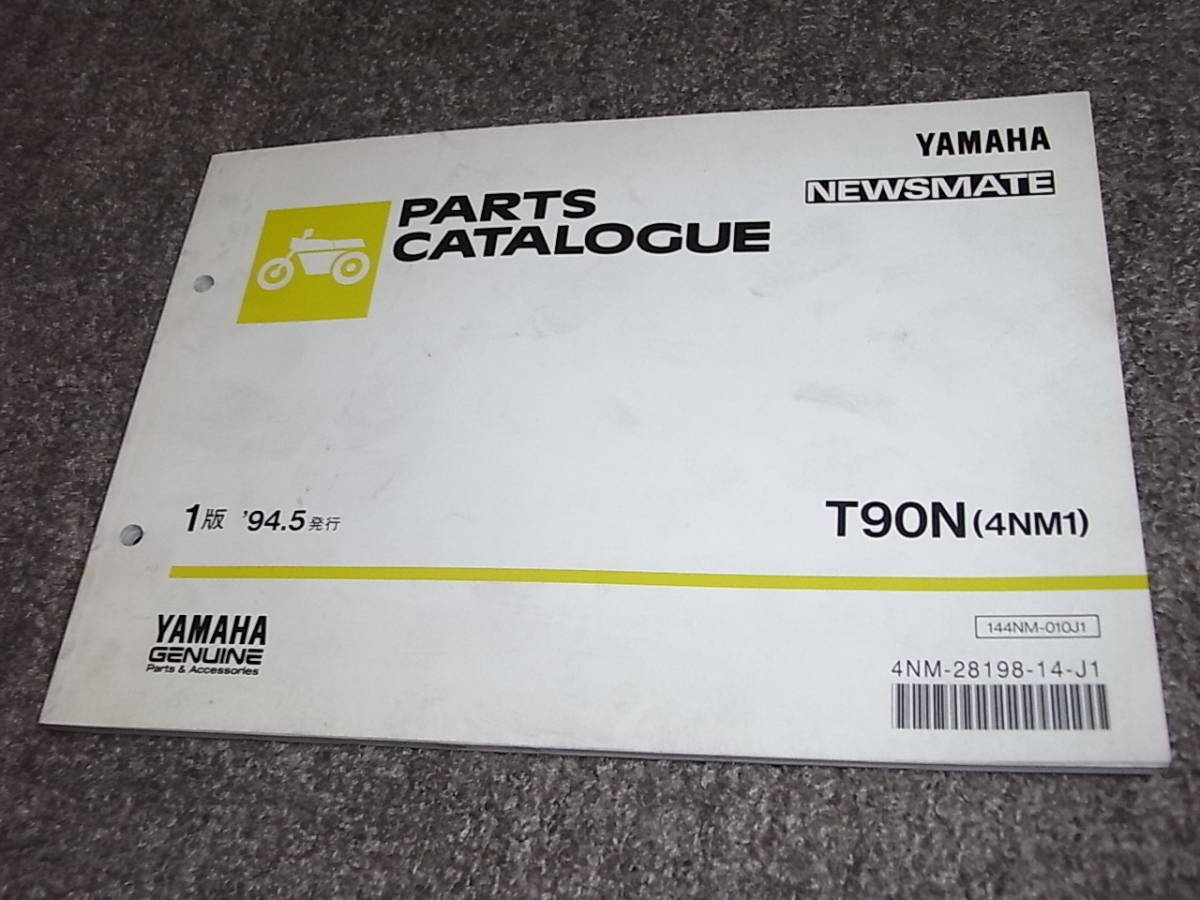 YAMAHA
NEWSMATE
PARTS
CATALOGUE
1版 '94.5発行
T90N(4NM1)
YAMAHA
GENUINE
Parts & Accessories
144NM-010J1
4NM-28198-14-J1